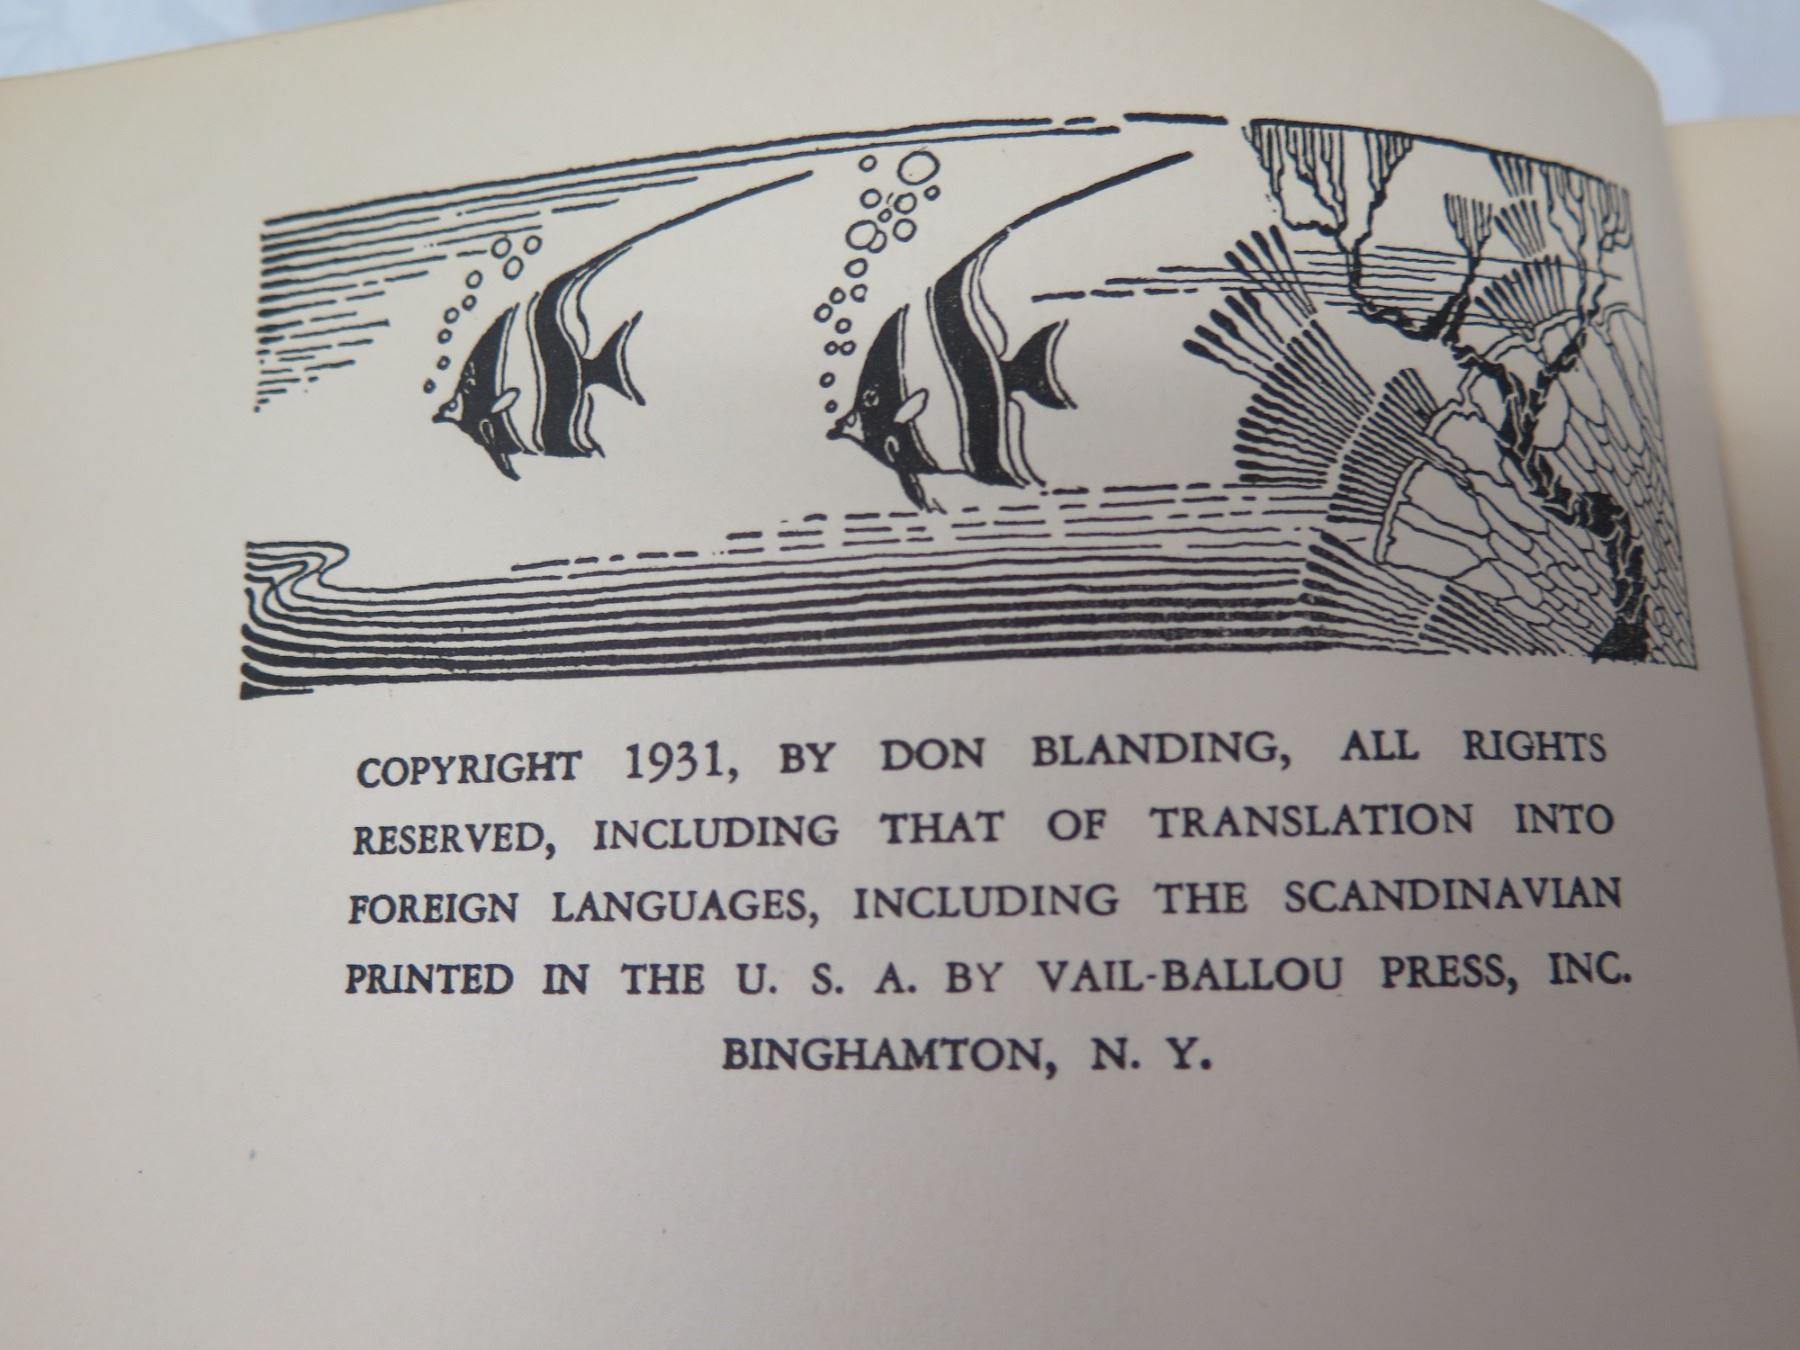 COPYRIGHT 1931, BY DON BLANDING, ALL RIGHTS
RESERVED, INCLUDING THAT OF TRANSLATION INTO
FOREIGN LANGUAGES, INCLUDING THE SCANDINAVIAN
PRINTED IN THE U. S. A. BY VAIL-BALLOU PRESS, INC.
BINGHAMTON, N. Y.